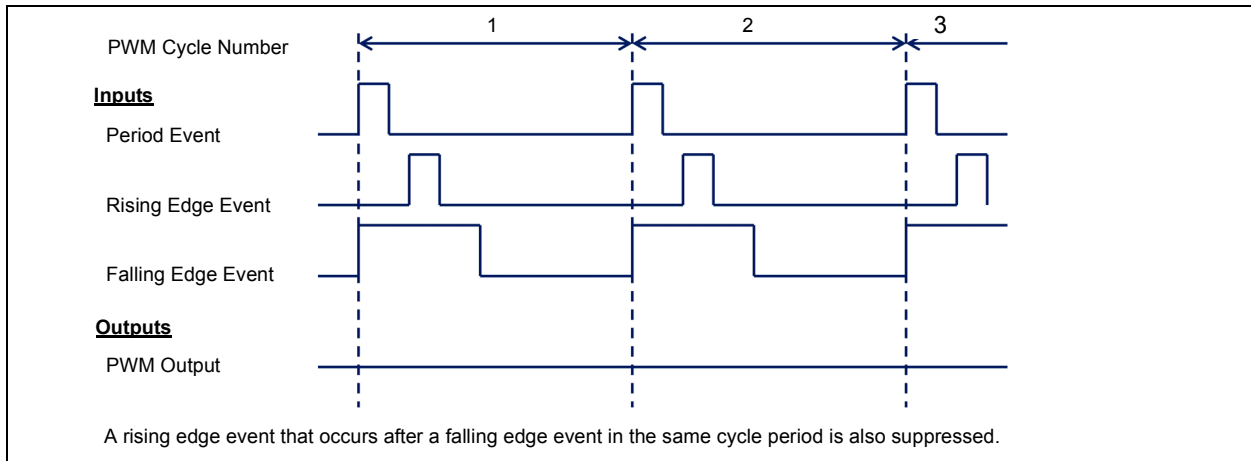 PWM Cycle Number
1 2 3
Inputs
Period Event
Rising Edge Event
Falling Edge Event
Outputs
PWM Output
A rising edge event that occurs after a falling edge event in the same cycle period is also suppressed.